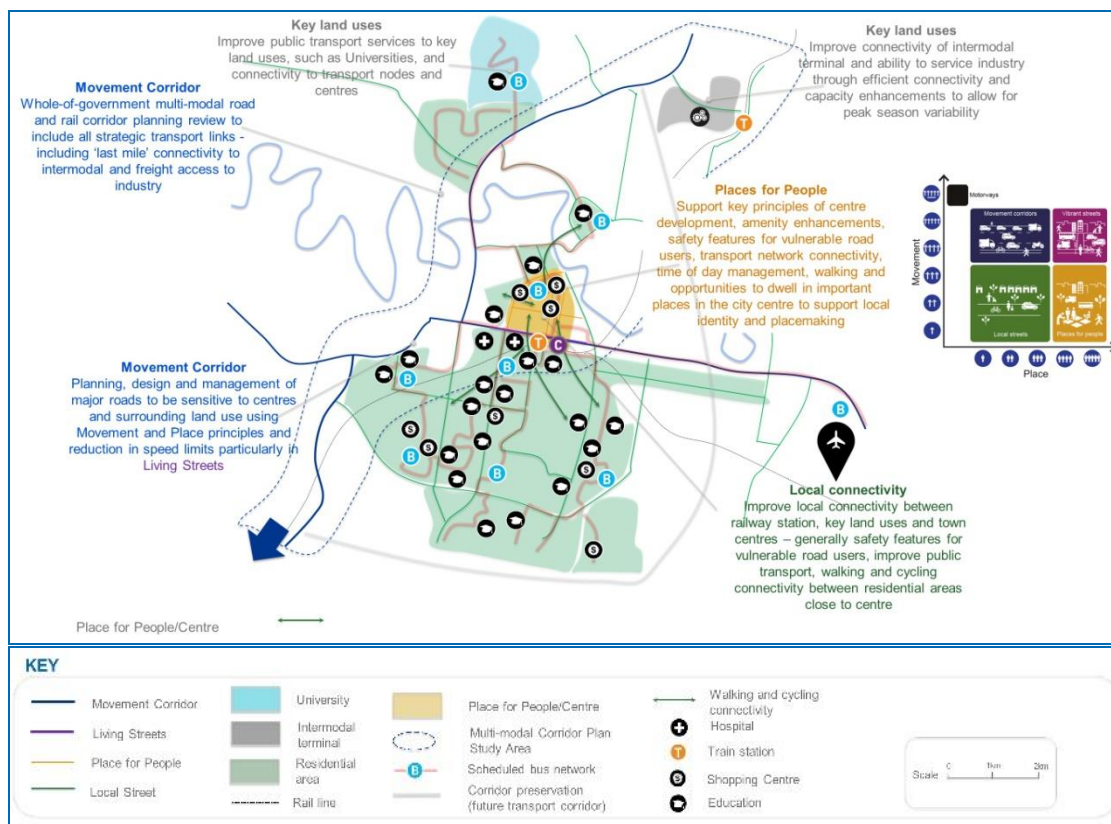 Key land uses
Improve public transport services to key
land uses, such as Universities, and
connectivity to transport nodes and
centres
Key land uses
Improve connectivity of intermodal
terminal and ability to service industry
through efficient connectivity and
capacity enhancements to allow for
peak season variability
Movement Corridor
Whole-of-government multi-modal road
and rail corridor planning review to
include all strategic transport links -
including ‘last mile’ connectivity to
intermodal and freight access to
industry
Places for People
Support key principles of centre
development, amenity enhancements,
safety features for vulnerable road
users, transport network connectivity,
time of day management, walking and
opportunities to dwell in important
places in the city centre to support local
identity and placemaking
Motorways
Movement corridors
Vibrant streets
Local streets
Places for people
Movement
Place
Movement Corridor
Planning, design and management of
major roads to be sensitive to centres
and surrounding land use using
Movement and Place principles and
reduction in speed limits particularly in
Living Streets
Local connectivity
Improve local connectivity between
railway station, key land uses and town
centres – generally safety features for
vulnerable road users, improve public
transport, walking and cycling
connectivity between residential areas
close to centre
B
T
B
B
S
S
S
T
C
B
B
B
S
S
S
B
B
S
B
S
Place for People/Centre
KEY
Movement Corridor
Living Streets
Place for People
Local Street
University
Intermodal
terminal
Residential
area
Rail line
Place for People/Centre
Multi-modal Corridor Plan
Study Area
B
Scheduled bus network
Corridor preservation
(future transport corridor)
Walking and cycling
connectivity
Hospital
T
Train station
S
Shopping Centre
Education
Scale
0
1km
2km